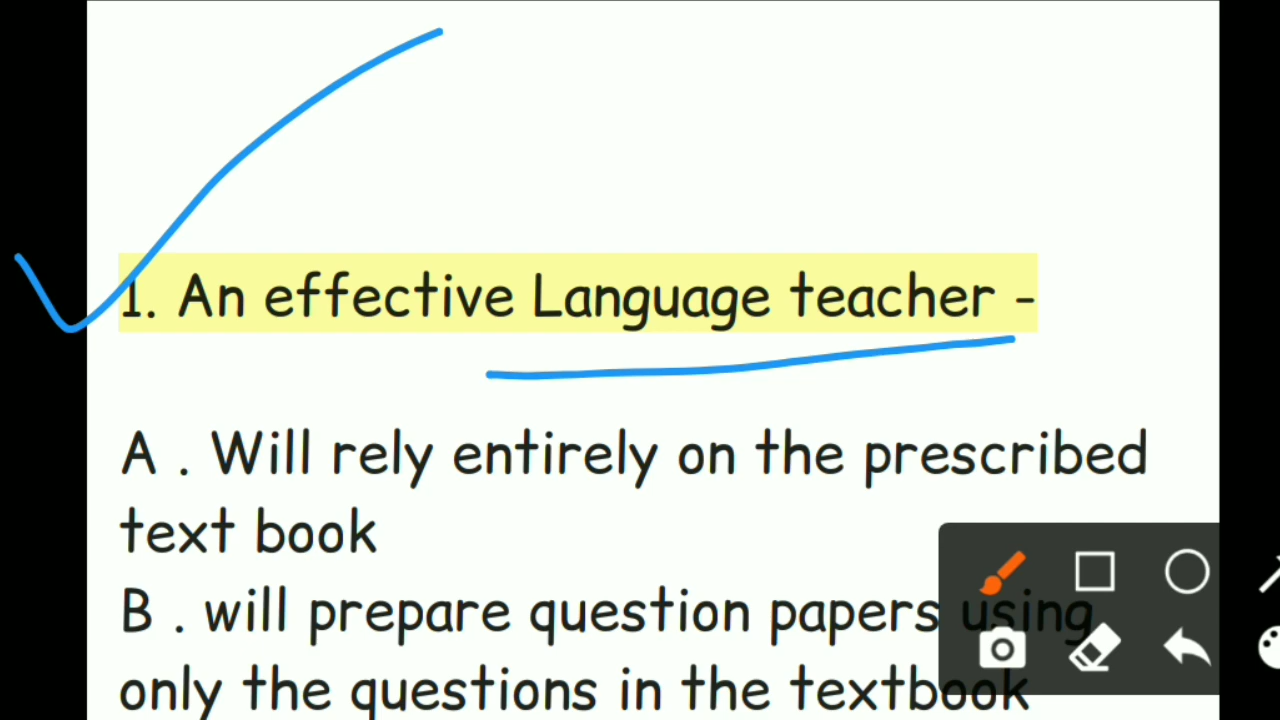 1. An effective Language teacher -
A . Will rely entirely on the prescribed
text book
B . will prepare question papers using
only the questions in the textbook